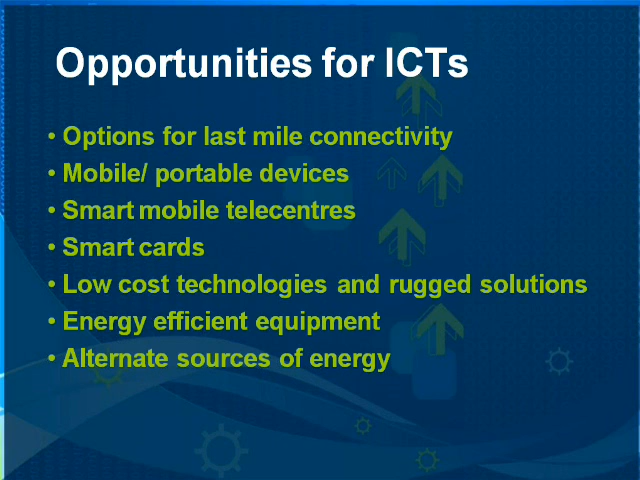 Opportunities for ICTs
• Options for last mile connectivity
• Mobile/ portable devices
• Smart mobile telecentres
• Smart cards
• Low cost technologies and rugged solutions
• Energy efficient equipment
• Alternate sources of energy